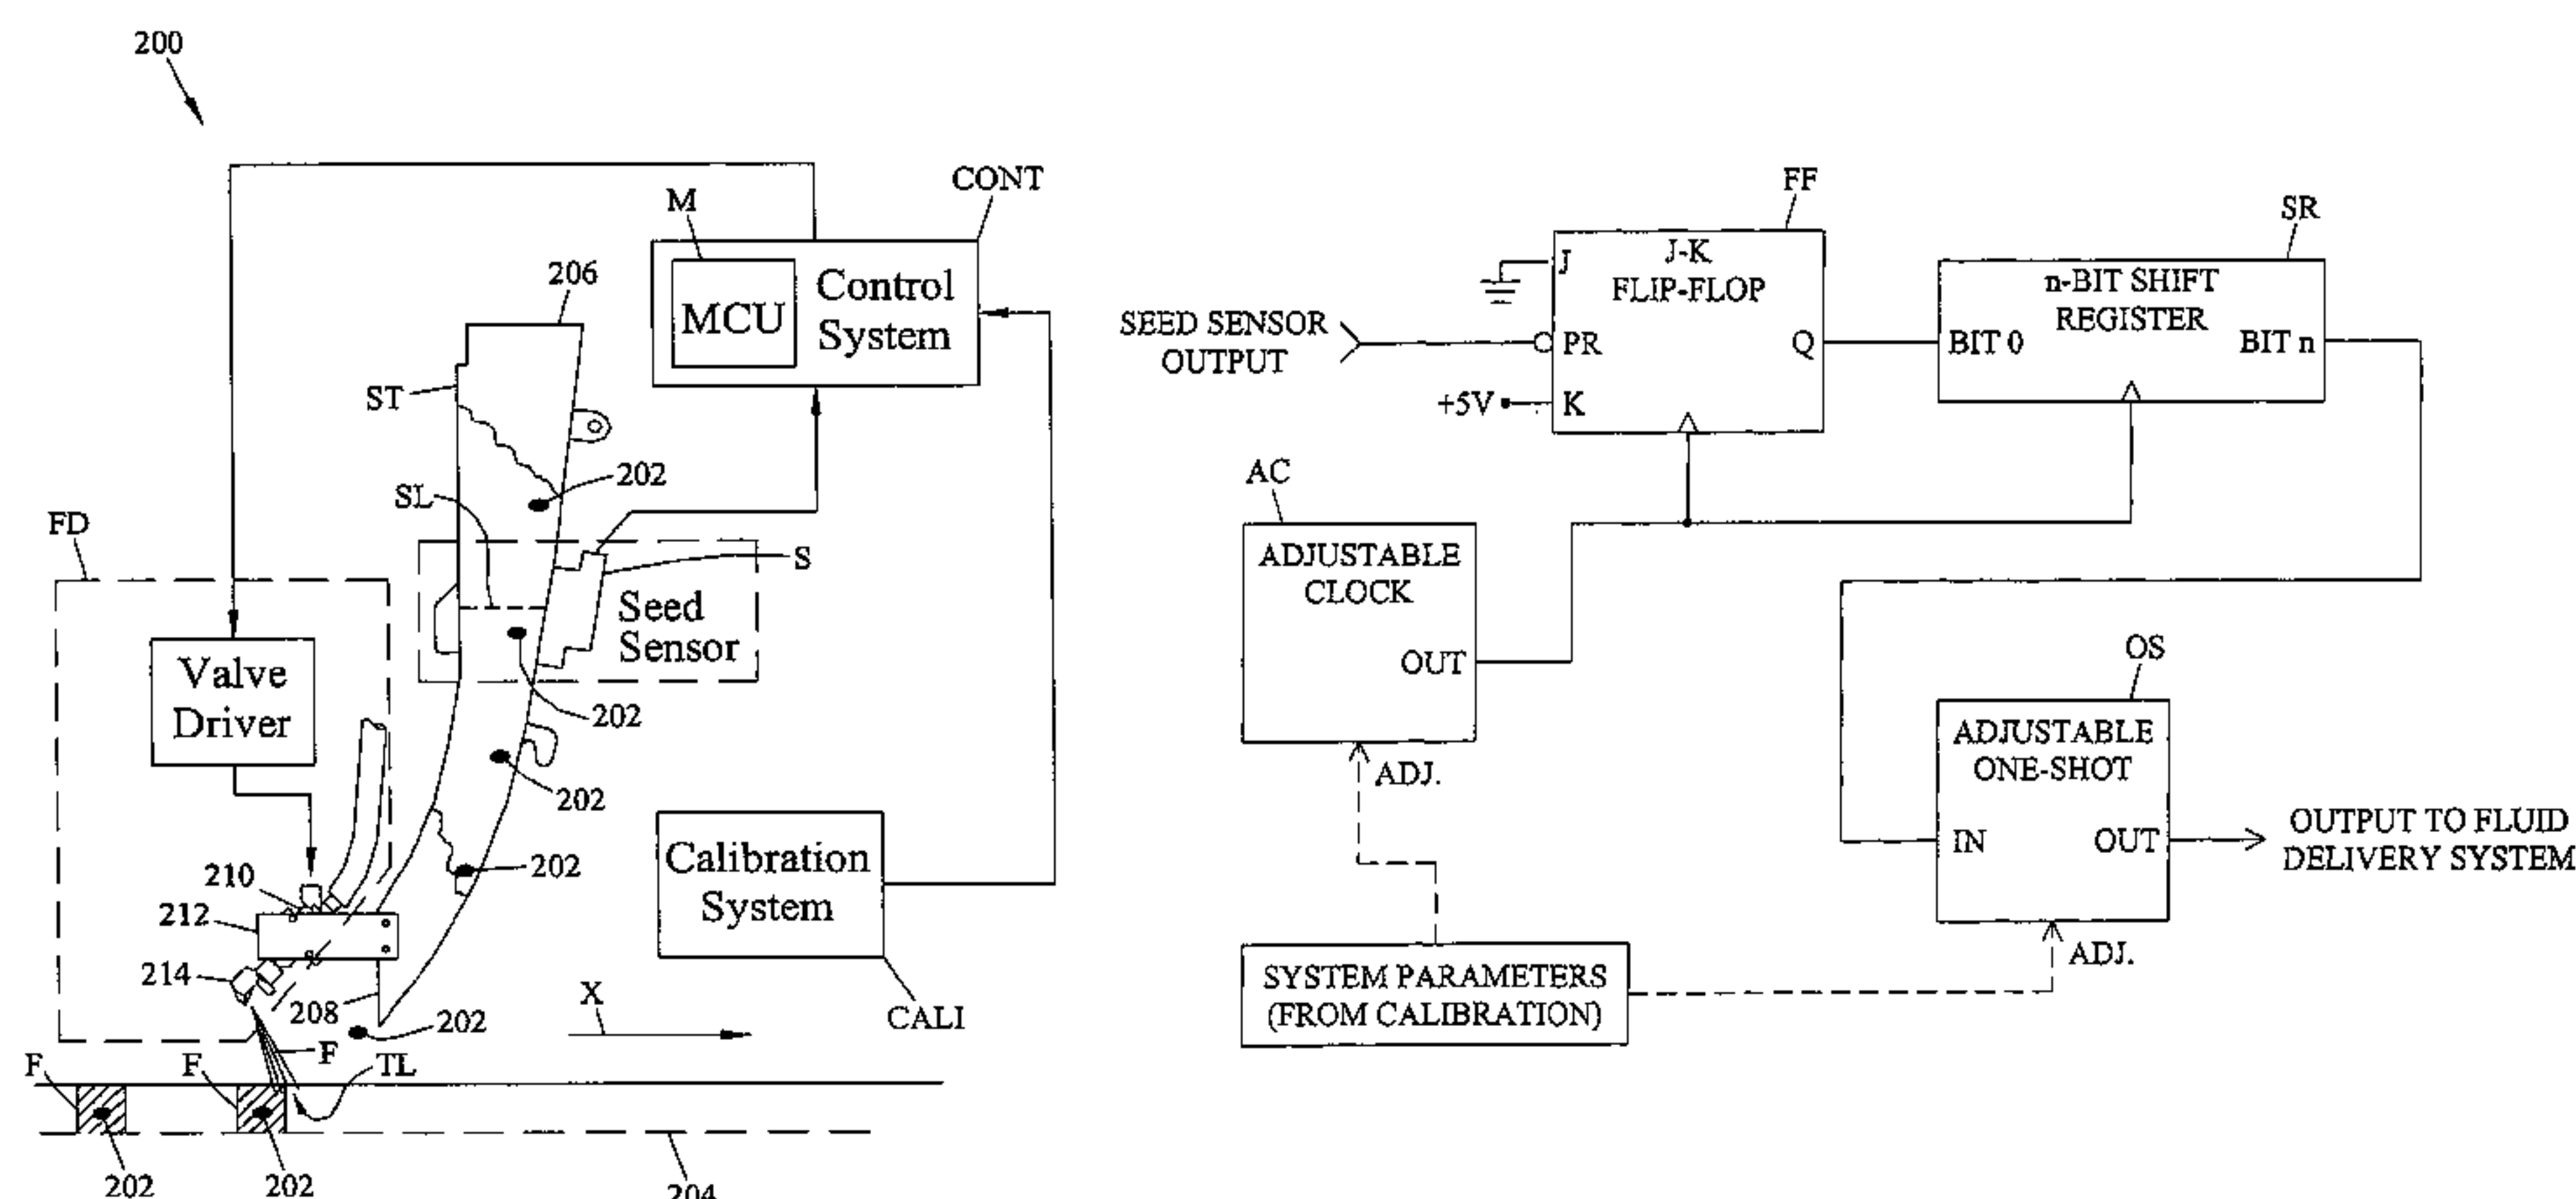 200
CONT
M
MCU
Control
System
206
ST
202
SL
FD
S
Seed
Sensor
Valve
Driver
202
202
202
210
212
214
208
202
Calibration
System
CALI
X
F
TL
F
F
202
202
204
FF
SR
J
J-K
FLIP-FLOP
n-BIT SHIFT
REGISTER
SEED SENSOR
OUTPUT
PR
Q
BIT 0
BIT n
+5V
K
AC
ADJUSTABLE
CLOCK
OUT
ADJ.
OS
ADJUSTABLE
ONE-SHOT
IN
OUT
OUTPUT TO FLUID
DELIVERY SYSTEM
ADJ.
SYSTEM PARAMETERS
(FROM CALIBRATION)